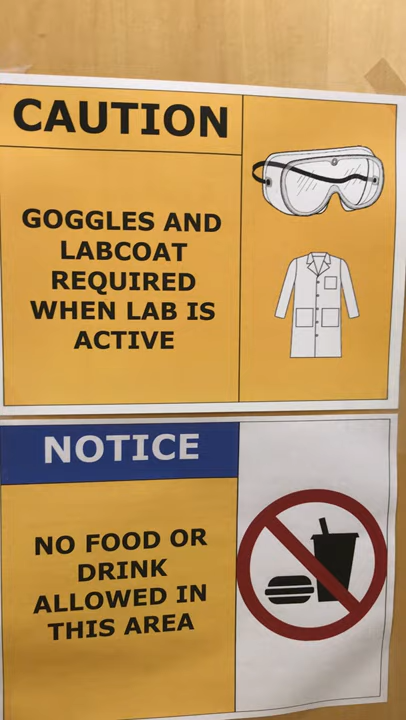 CAUTION
GOGGLES AND
LABCOAT
REQUIRED
WHEN LAB IS
ACTIVE
NOTICE
NO FOOD OR
DRINK
ALLOWED IN
THIS AREA